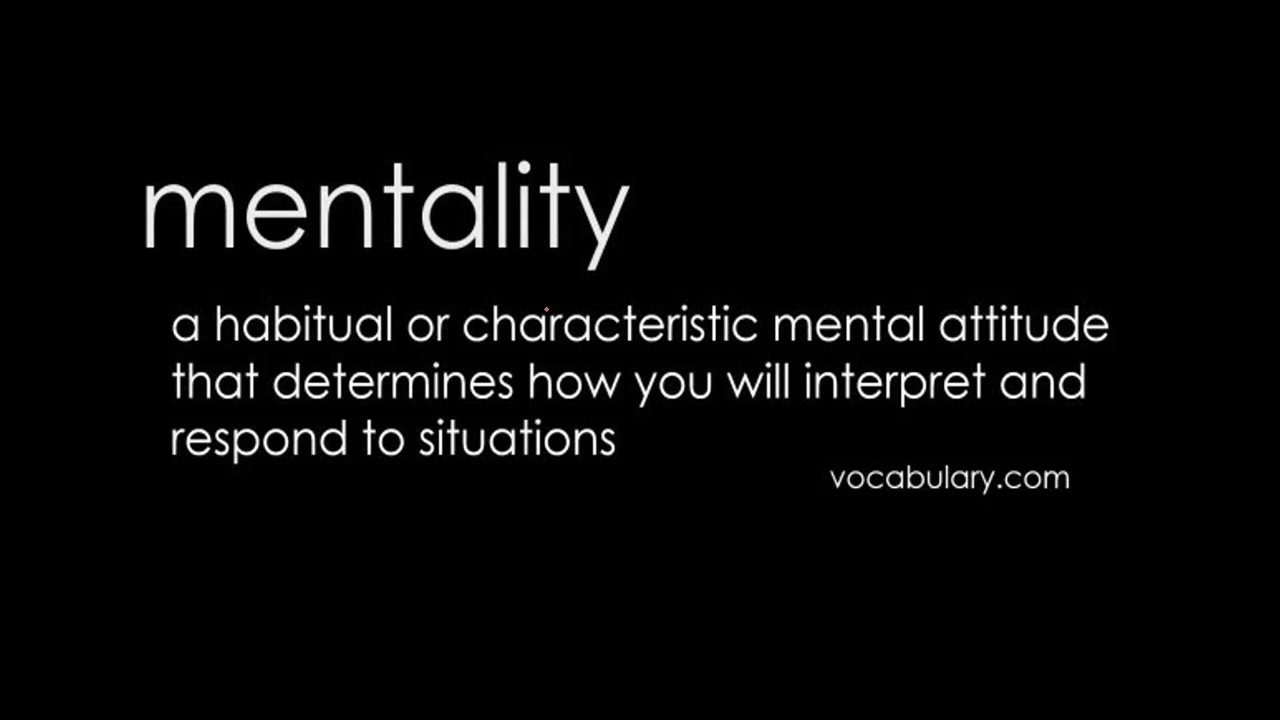 mentality
a habitual or characteristic mental attitude
that determines how you will interpret and
respond to situations
vocabulary.com